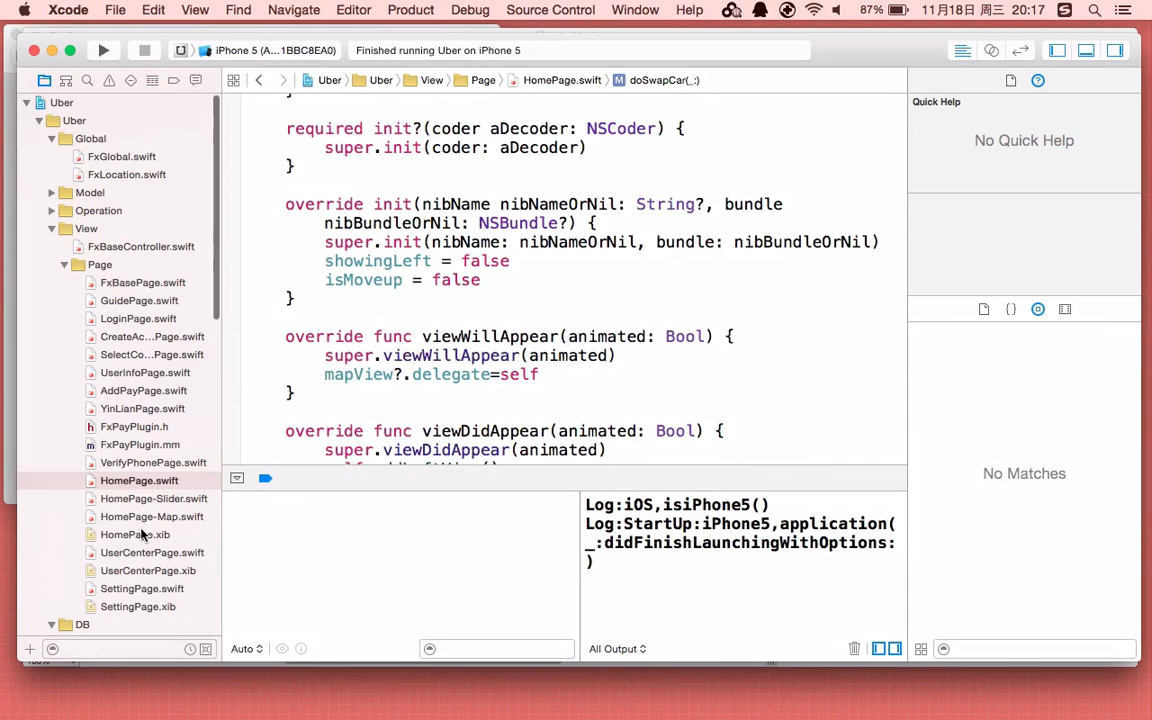 Xcode File Edit View Find Navigate Editor Product Debug Source Control Window Help 87% 11月18日 周三 20:17
iPhone 5 (A...1BBC8EA0) Finished running Uber on iPhone 5
Uber Uber View Page HomePage.swift M doSwapCar(_:)
Uber
Uber
Global
FxGlobal.swift
FxLocation.swift
Model
Operation
View
FxBaseController.swift
Page
FxBasePage.swift
GuidePage.swift
LoginPage.swift
CreateAc...Page.swift
SelectCo...Page.swift
UserInfoPage.swift
AddPayPage.swift
YinLianPage.swift
h FxPayPlugin.h
m FxPayPlugin.mm
VerifyPhonePage.swift
HomePage.swift
HomePage-Slider.swift
HomePage-Map.swift
HomePage.xib
UserCenterPage.swift
UserCenterPage.xib
SettingPage.swift
SettingPage.xib
DB
}
required init?(coder aDecoder: NSCoder) {
super.init(coder: aDecoder)
}
override init(nibName nibNameOrNil: String?, bundle
nibBundleOrNil: NSBundle?) {
super.init(nibName: nibNameOrNil, bundle: nibBundleOrNil)
showingLeft = false
isMoveup = false
}
override func viewWillAppear(animated: Bool) {
super.viewWillAppear(animated)
mapView?.delegate=self
}
override func viewDidAppear(animated: Bool) {
super.viewDidAppear(animated)
Log:iOS,isiPhone5()
Log:StartUp:iPhone5,application(
_:didFinishLaunchingWithOptions:
)
Auto
All Output
Quick Help
No Quick Help
No Matches